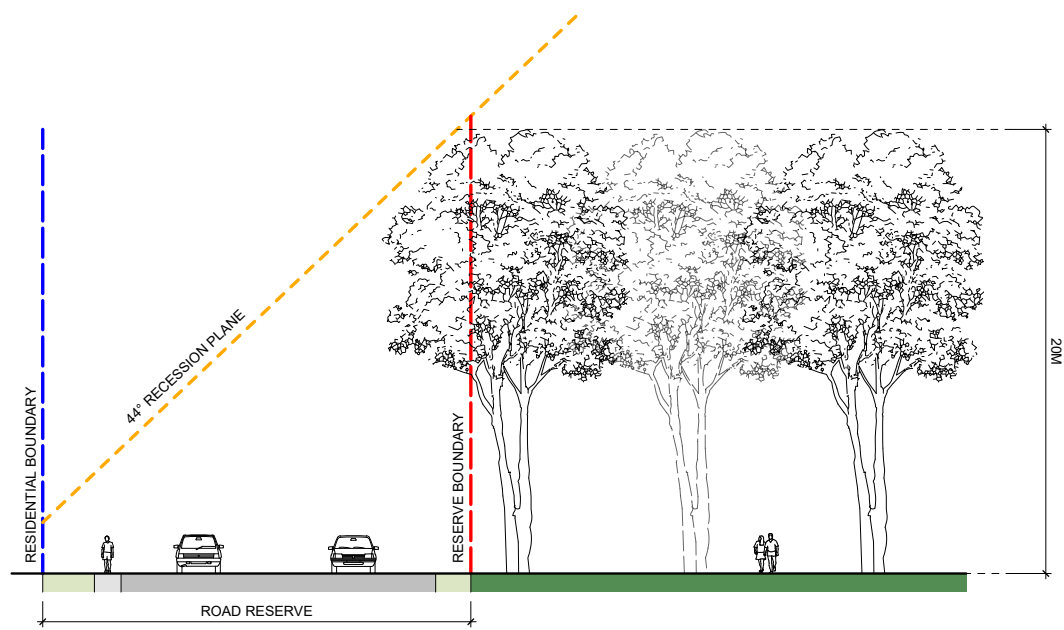 44° RECESSION PLANE
RESIDENTIAL BOUNDARY
RESERVE BOUNDARY
20M
ROAD RESERVE